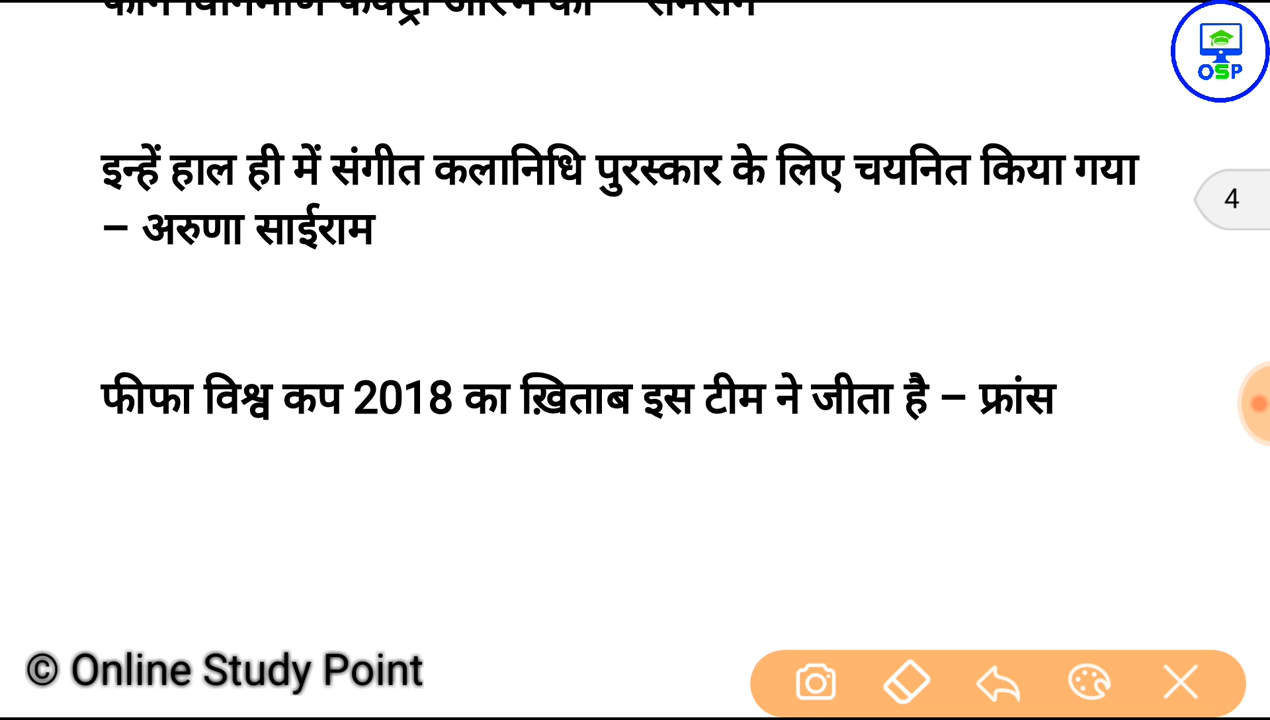 OSP
इन्हें हाल ही में संगीत कलानिधि पुरस्कार के लिए चयनित किया गया
– अरुणा साईराम
4
फीफा विश्व कप 2018 का ख़िताब इस टीम ने जीता है – फ्रांस
© Online Study Point